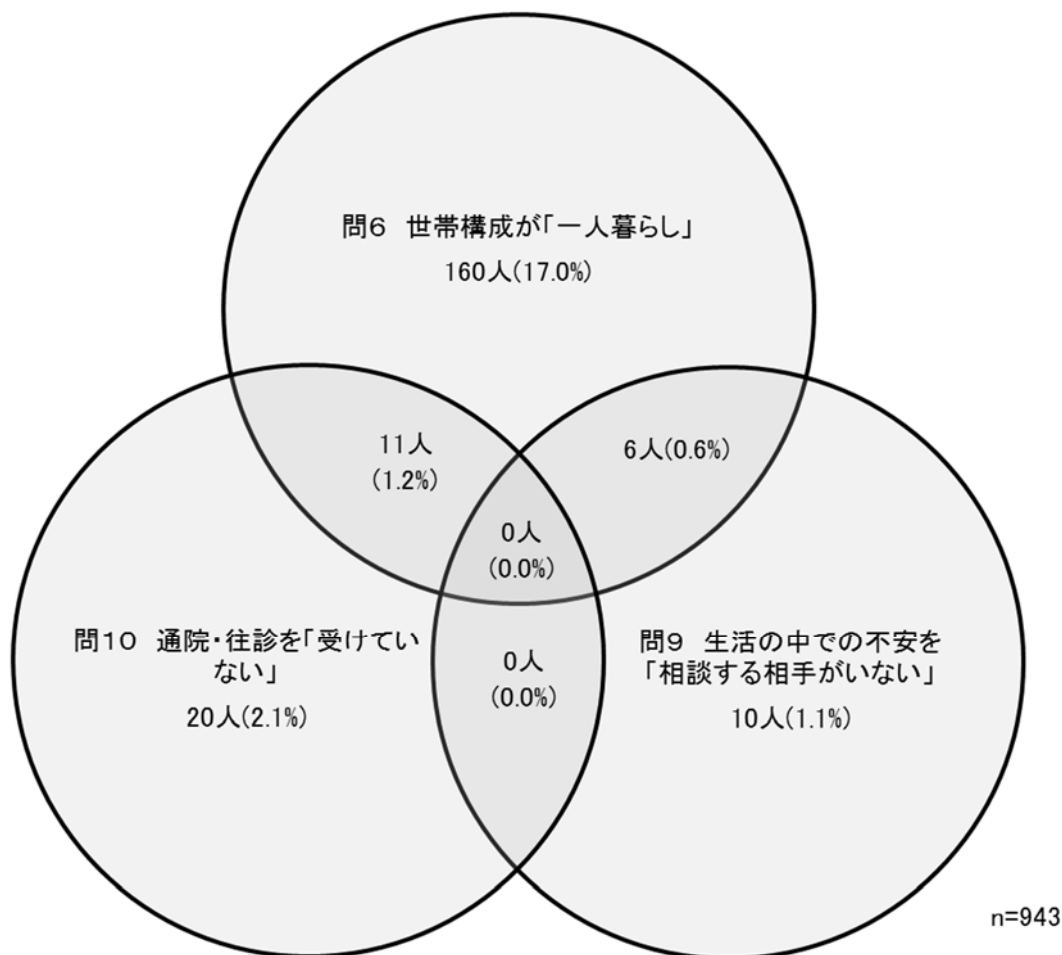 問6　世帯構成が「一人暮らし」
160人(17.0%)
11人
(1.2%)
6人(0.6%)
0人
(0.0%)
問10　通院・往診を「受けてい
ない」
20人(2.1%)
0人
(0.0%)
問9　生活の中での不安を
「相談する相手がいない」
10人(1.1%)
n=943